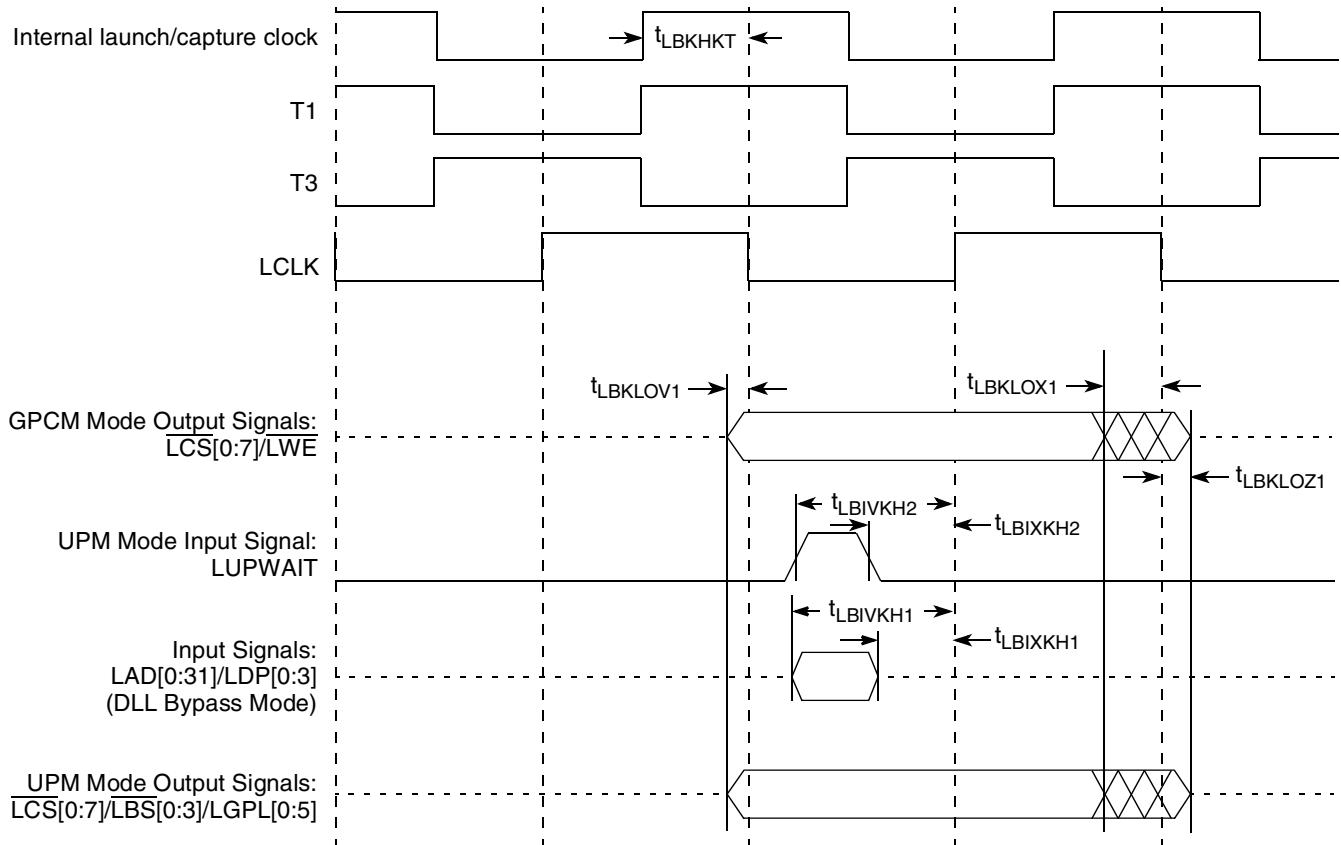 Internal launch/capture clock
tLBKHKT
T1
T3
LCLK
tLBKLOV1
tLBKLOX1
GPCM Mode Output Signals:
LCS[0:7]/LWE
tLBKLOZ1
tLBIVKH2
tLBIXKH2
UPM Mode Input Signal:
LUPWAIT
tLBIVKH1
tLBIXKH1
Input Signals:
LAD[0:31]/LDP[0:3]
(DLL Bypass Mode)
UPM Mode Output Signals:
LCS[0:7]/LBS[0:3]/LGPL[0:5]